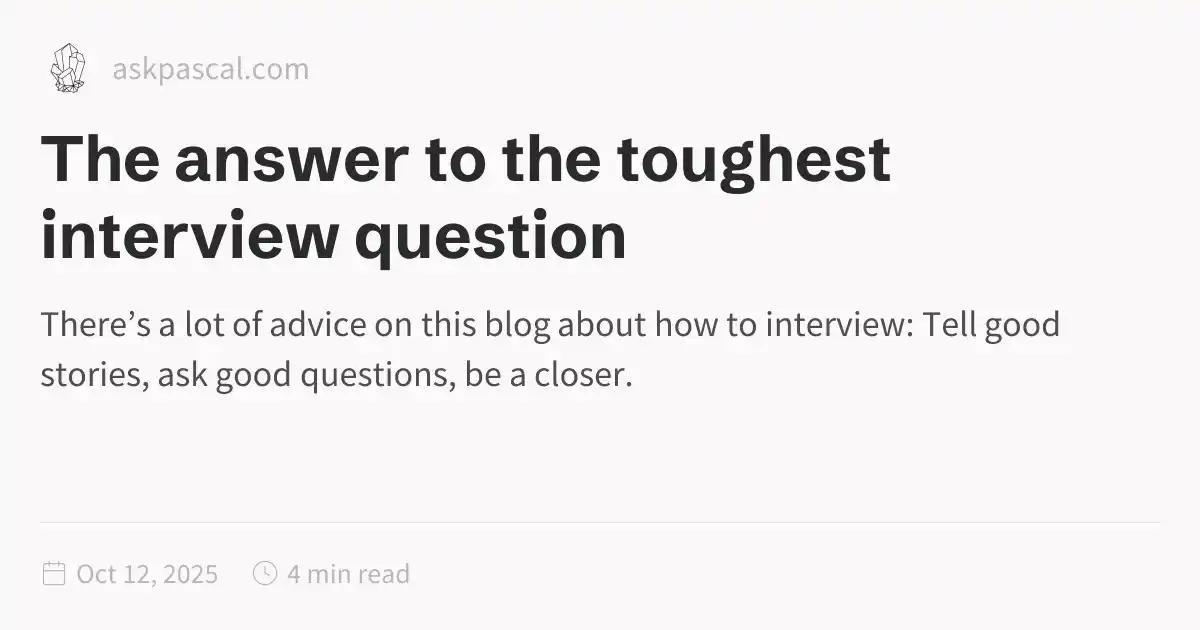 askpascal.com
The answer to the toughest
interview question
There’s a lot of advice on this blog about how to interview: Tell good
stories, ask good questions, be a closer.
Oct 12, 2025
4 min read